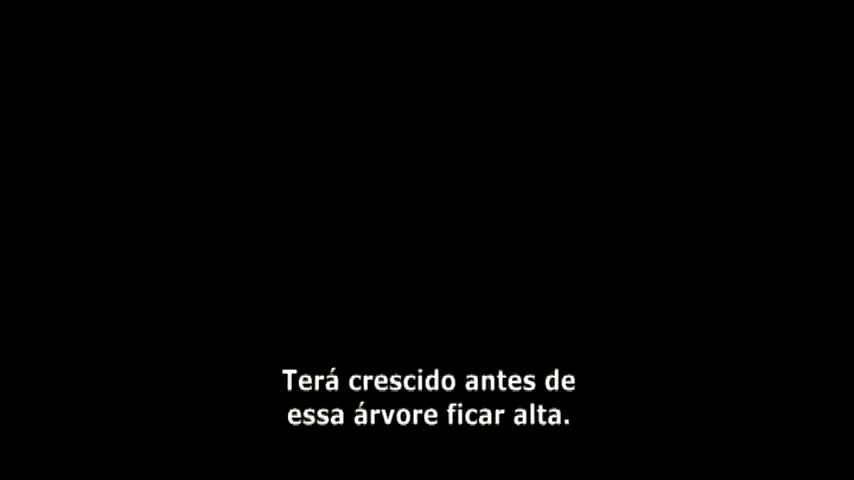 Terá crescido antes de
essa árvore ficar alta.